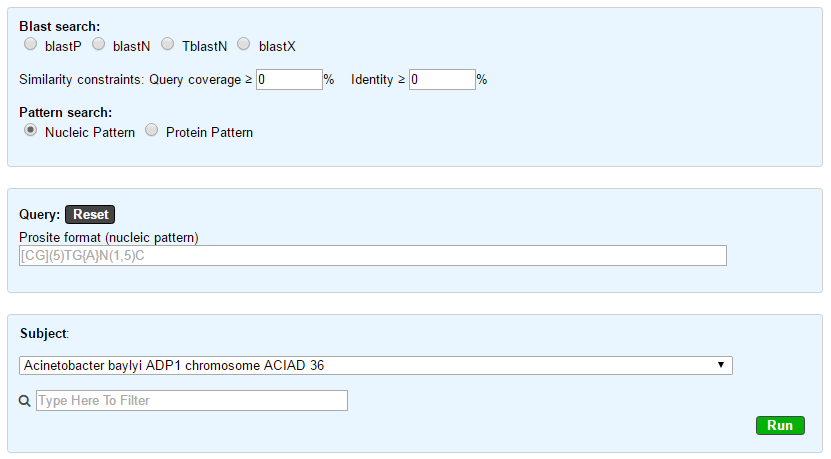 Blast search:
blastP blastN TblastN blastX
Similarity constraints: Query coverage ≥ 0 % Identity ≥ 0 %
Pattern search:
Nucleic Pattern Protein Pattern
Query: Reset
Prosite format (nucleic pattern)
[CG](5)TG{A}N(1,5)C
Subject:
Acinetobacter baylyi ADP1 chromosome ACIAD 36
Type Here To Filter
Run